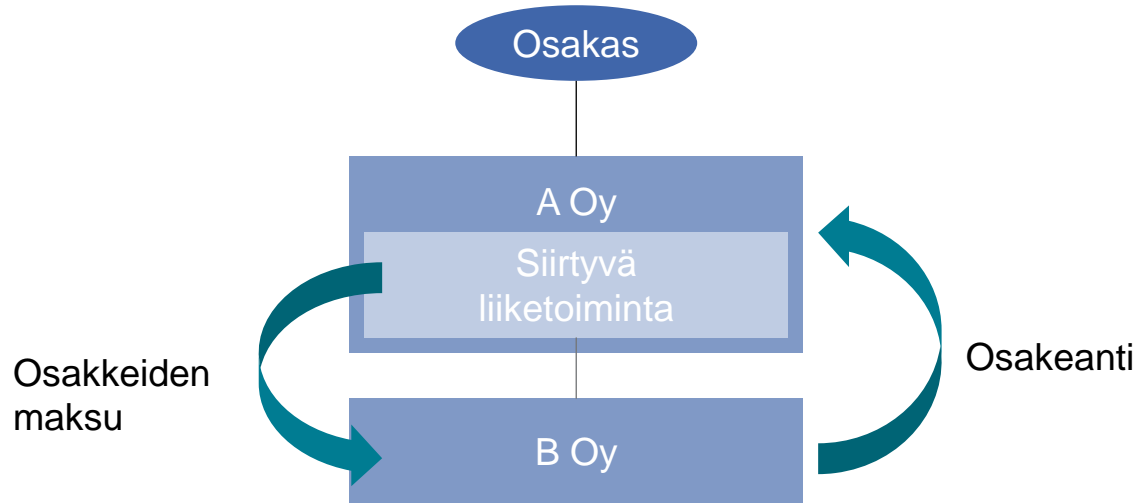 Osakas
A Oy
Siirtyvä
liiketoiminta
Osakkeiden
maksu
Osakeanti
B Oy